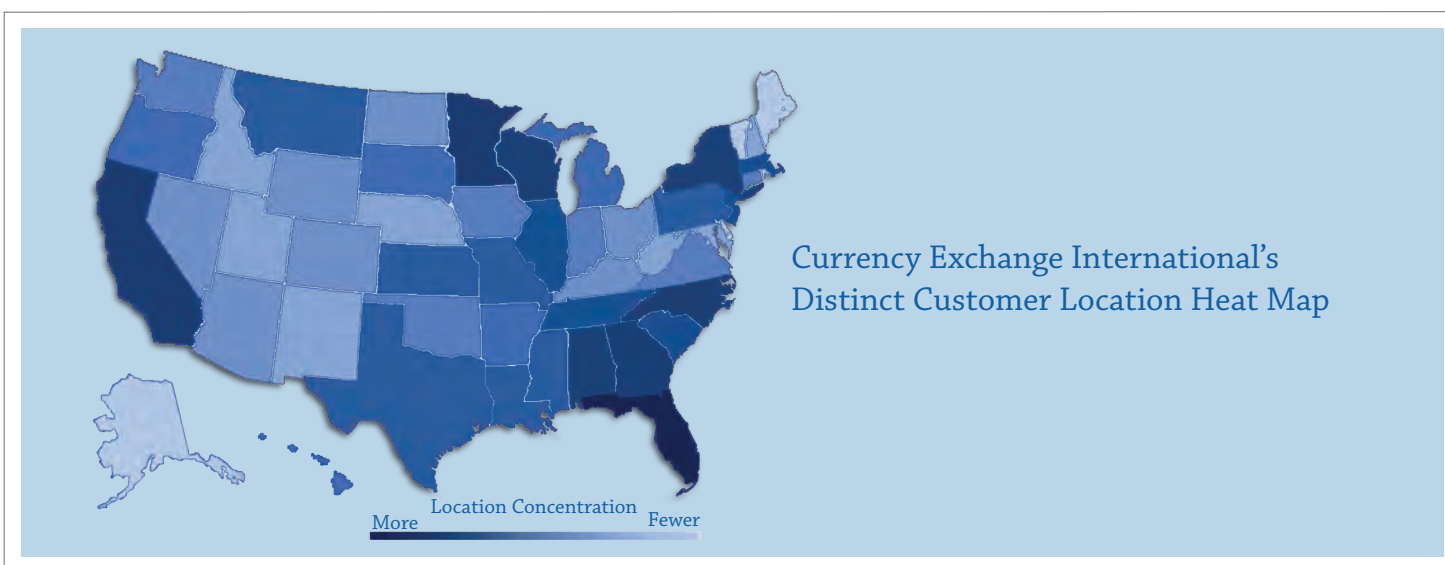 Currency Exchange International’s
Distinct Customer Location Heat Map
Location Concentration
More
Fewer